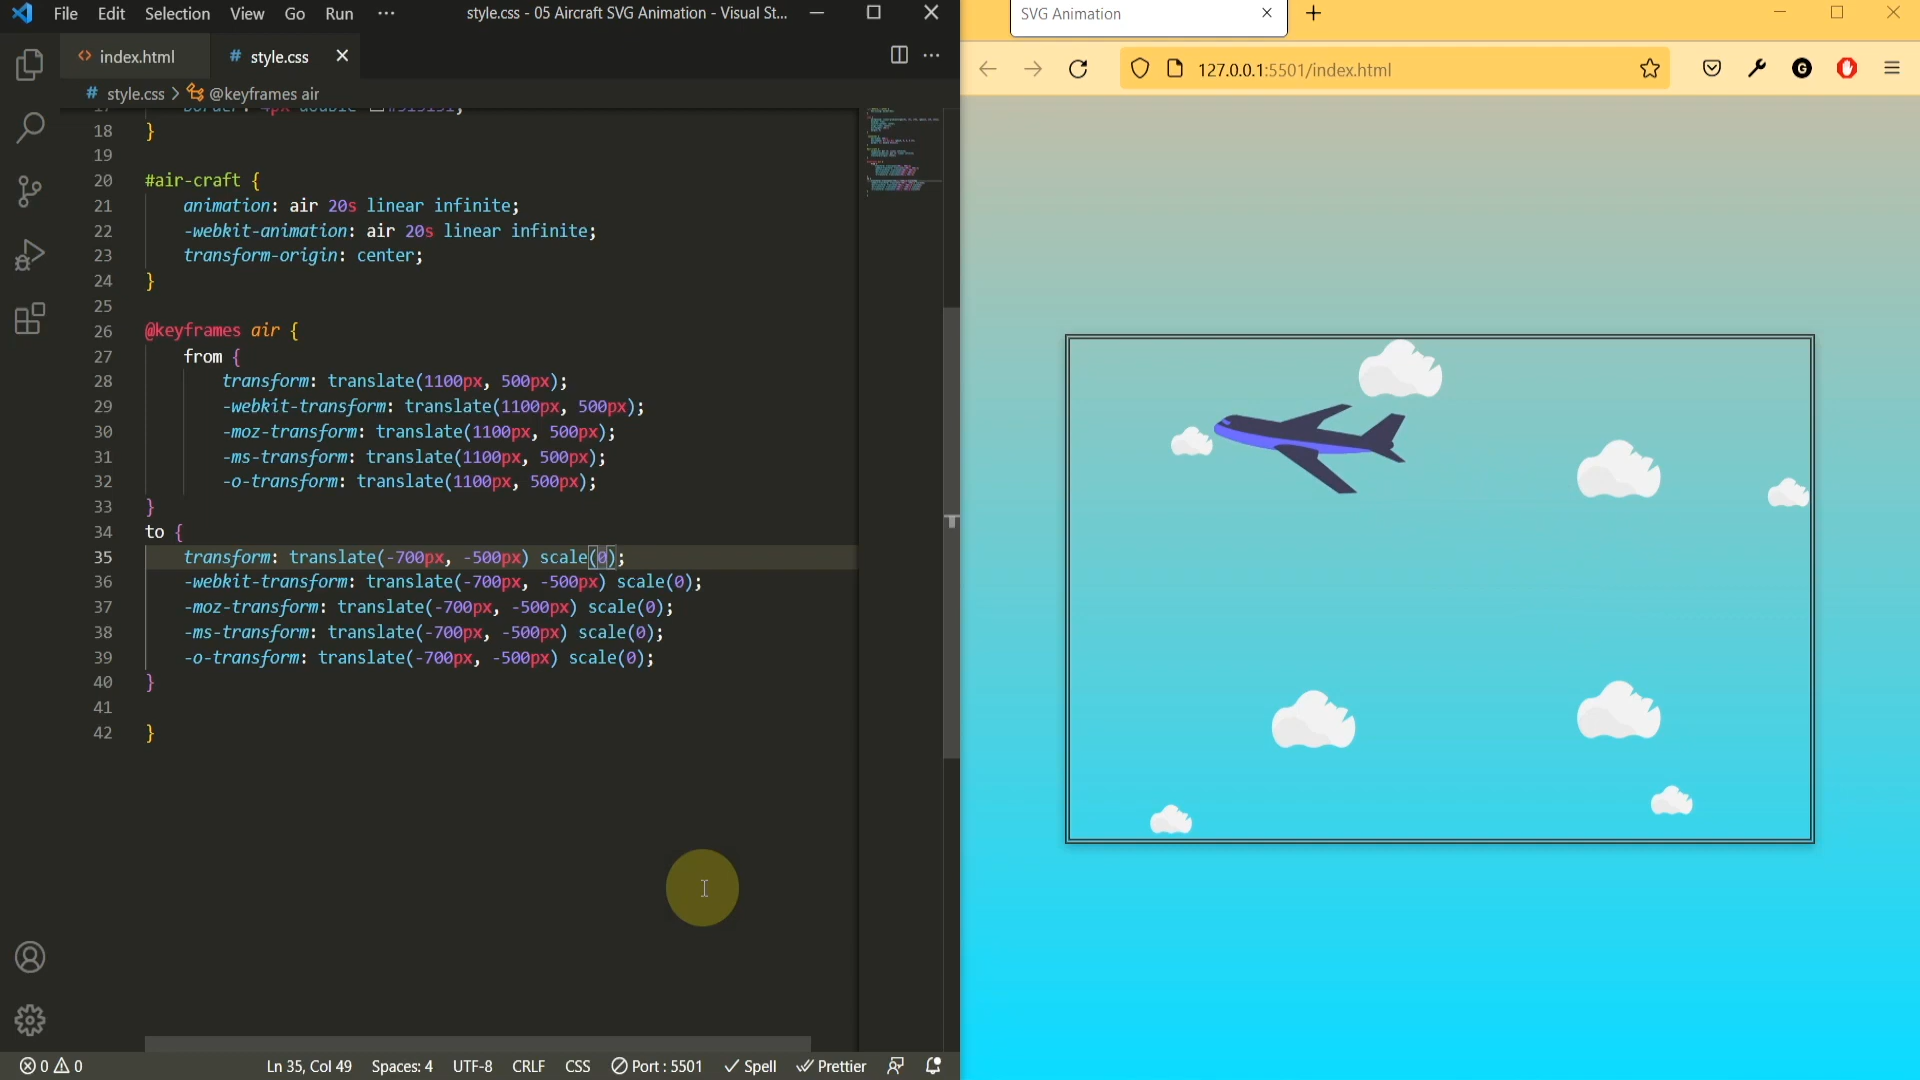 File Edit Selection View Go Run ··· style.css - 05 Aircraft SVG Animation - Visual St...
index.html # style.css
# style.css > @keyframes air
18 }
19
20 #air-craft {
21 animation: air 20s linear infinite;
22 -webkit-animation: air 20s linear infinite;
23 transform-origin: center;
24 }
25
26 @keyframes air {
27 from {
28 transform: translate(1100px, 500px);
29 -webkit-transform: translate(1100px, 500px);
30 -moz-transform: translate(1100px, 500px);
31 -ms-transform: translate(1100px, 500px);
32 -o-transform: translate(1100px, 500px);
33 }
34 to {
35 transform: translate(-700px, -500px) scale(0);
36 -webkit-transform: translate(-700px, -500px) scale(0);
37 -moz-transform: translate(-700px, -500px) scale(0);
38 -ms-transform: translate(-700px, -500px) scale(0);
39 -o-transform: translate(-700px, -500px) scale(0);
40 }
41
42 }
0 0 Ln 35, Col 49 Spaces: 4 UTF-8 CRLF CSS Port : 5501 Spell Prettier
SVG Animation
127.0.0.1:5501/index.html
G